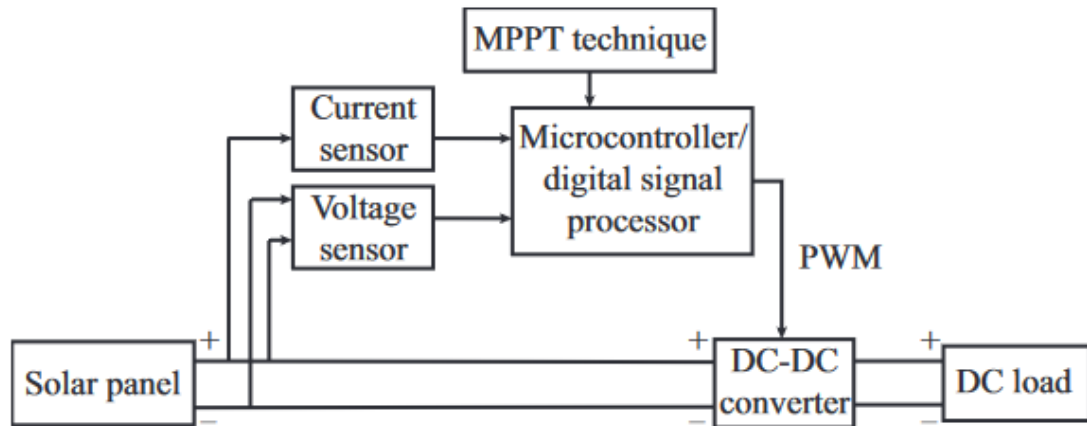 MPPT technique
Current
sensor
Microcontroller/
digital signal
processor
Voltage
sensor
PWM
+
+
+
Solar panel
DC-DC
converter
DC load
−
−
−